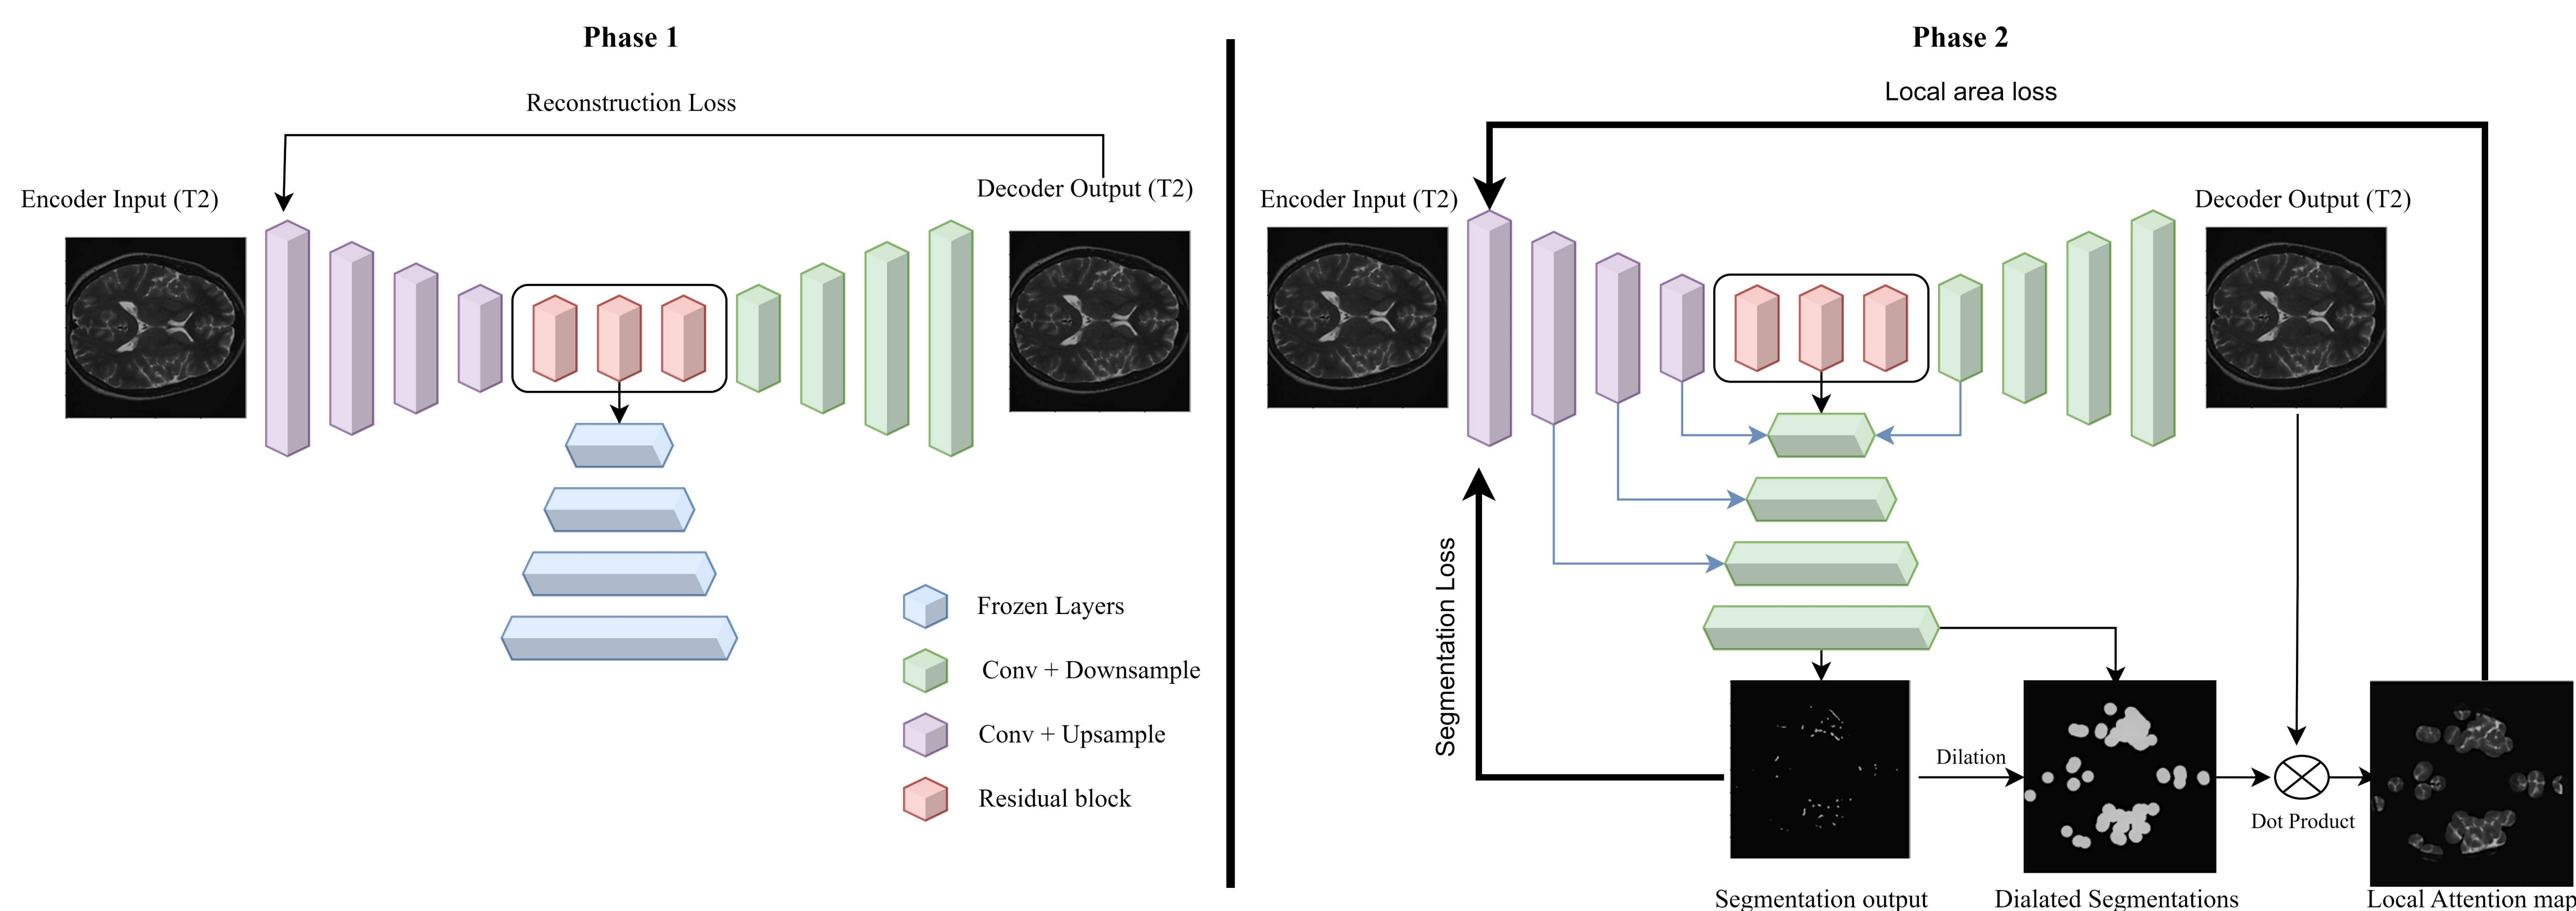 Phase 1
Reconstruction Loss
Encoder Input (T2)
Decoder Output (T2)
Frozen Layers
Conv + Downsample
Conv + Upsample
Residual block
Phase 2
Local area loss
Encoder Input (T2)
Decoder Output (T2)
Segmentation Loss
Dilation
Dot Product
Segmentation output
Dialated Segmentations
Local Attention map